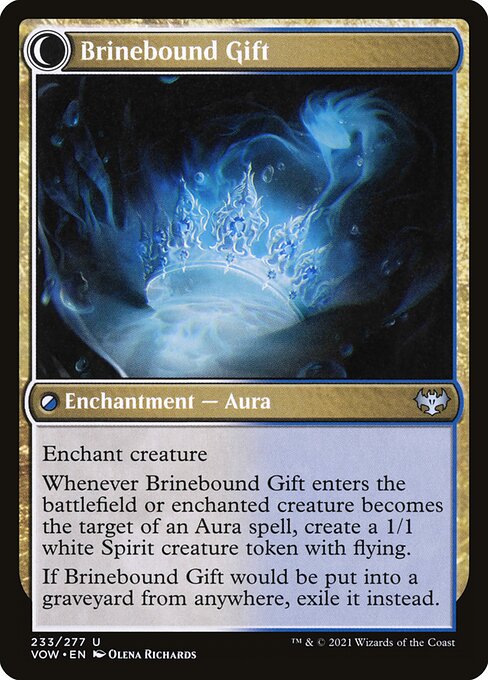 Brinebound Gift
Enchantment — Aura
Enchant creature
Whenever Brinebound Gift enters the
battlefield or enchanted creature becomes
the target of an Aura spell, create a 1/1
white Spirit creature token with flying.
If Brinebound Gift would be put into a
graveyard from anywhere, exile it instead.
233/277 U
VOW • EN Olena Richards
™ & © 2021 Wizards of the Coast